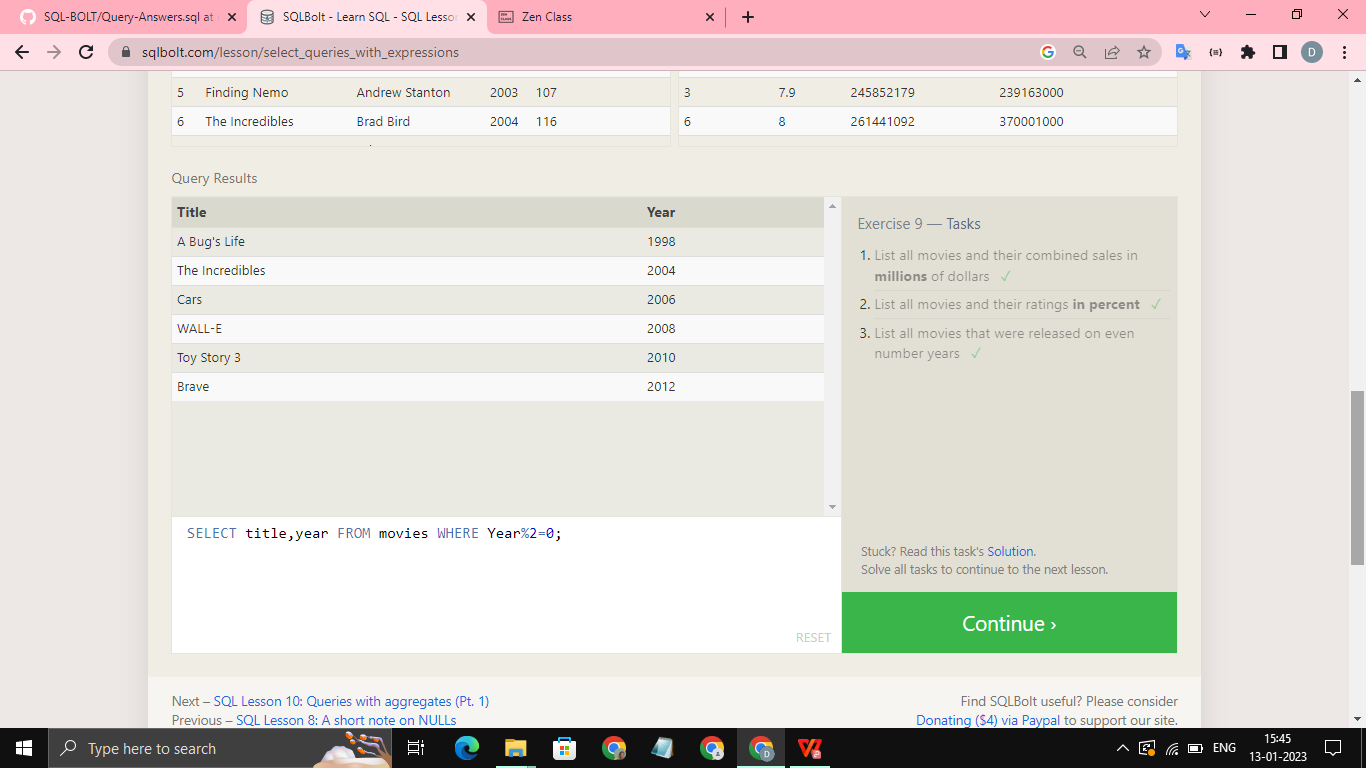 SQL-BOLT/Query-Answers.sql at
SQLBolt - Learn SQL - SQL Lesson
Zen Class
sqlbolt.com/lesson/select_queries_with_expressions
D
5 Finding Nemo Andrew Stanton 2003 107
3 7.9 245852179 239163000
6 The Incredibles Brad Bird 2004 116
6 8 261441092 370001000
Query Results
Title Year
A Bug's Life 1998
The Incredibles 2004
Cars 2006
WALL-E 2008
Toy Story 3 2010
Brave 2012
SELECT title,year FROM movies WHERE Year%2=0;
RESET
Exercise 9 — Tasks
1. List all movies and their combined sales in
millions of dollars ✓
2. List all movies and their ratings in percent ✓
3. List all movies that were released on even
number years ✓
Stuck? Read this task's Solution.
Solve all tasks to continue to the next lesson.
Continue ›
Next – SQL Lesson 10: Queries with aggregates (Pt. 1)
Previous – SQL Lesson 8: A short note on NULLs
Find SQLBolt useful? Please consider
Donating ($4) via Paypal to support our site.
Type here to search
ENG
15:45
13-01-2023